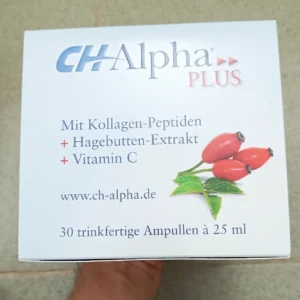 CH-Alpha®
PLUS
Mit Kollagen-Peptiden
+ Hagebutten-Extrakt
+ Vitamin C
www.ch-alpha.de
30 trinkfertige Ampullen à 25 ml